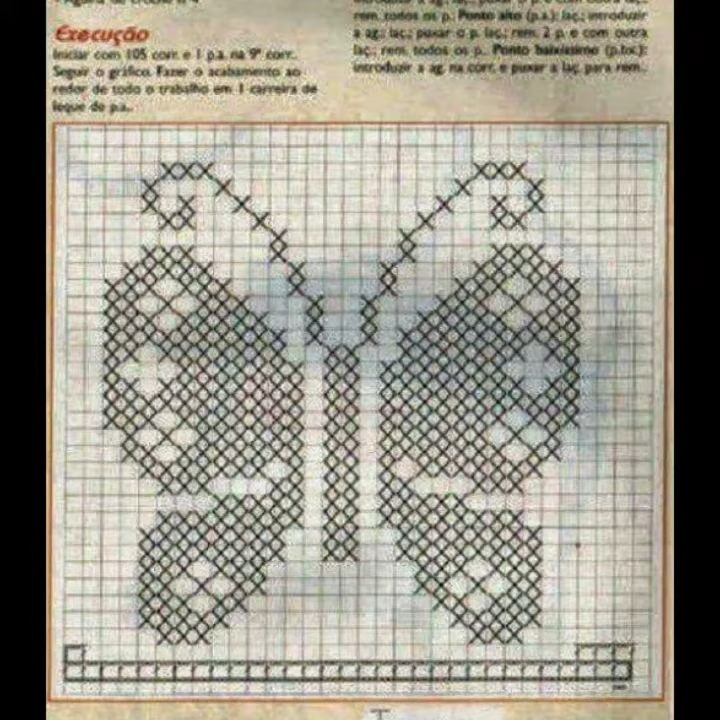 Execução
Iniciar com 105 corr. e 1 p.a. na 9ª corr..
Seguir o gráfico. Fazer o acabamento ao
redor de todo o trabalho em 1 carreira de
leque de p.a..
rem. todos os p.. Ponto alto (p.a.): laç.; introduzir
a ag.; laç.; puxar o p. laç.; rem. 2 p. e com outra
laç.; rem. todos os p.. Ponto baixíssimo (p.bx.):
introduzir a ag. na corr. e puxar a laç. para rem..